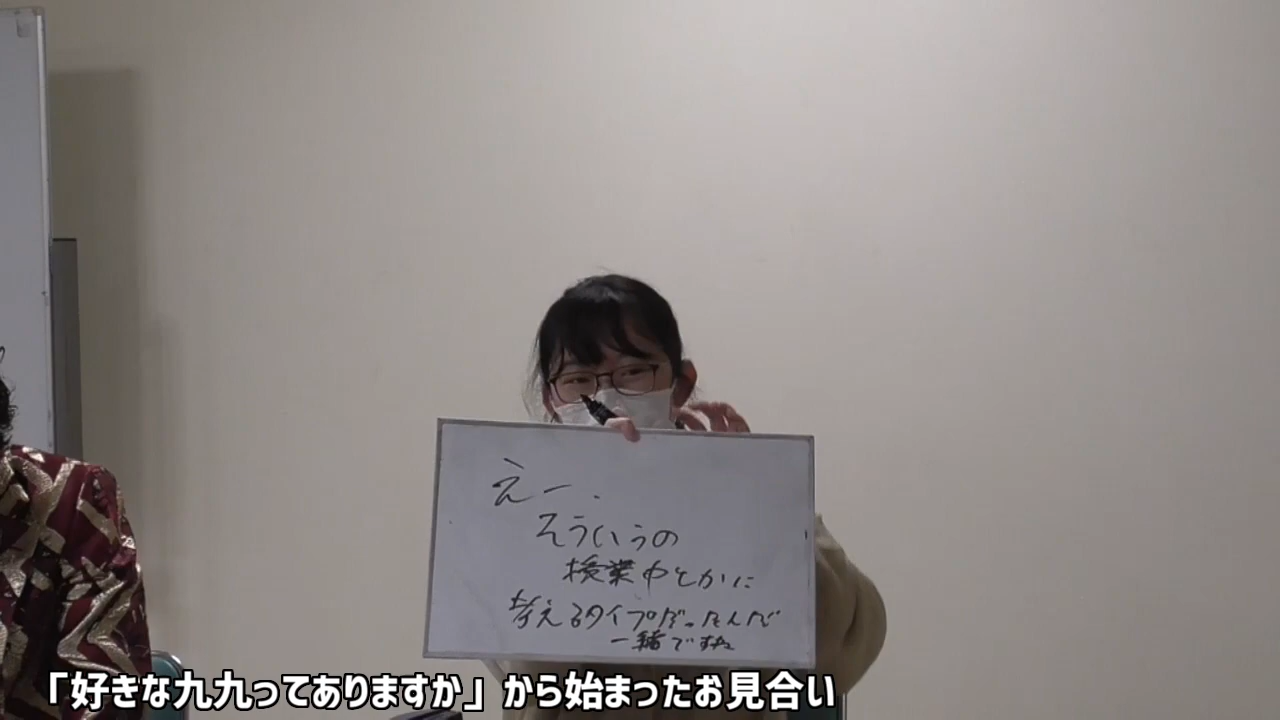 えー.
そういうの
授業中とかに
考えるタイプだったんだ
一緒ですね
「好きな九九ってありますか」から始まったお見合い